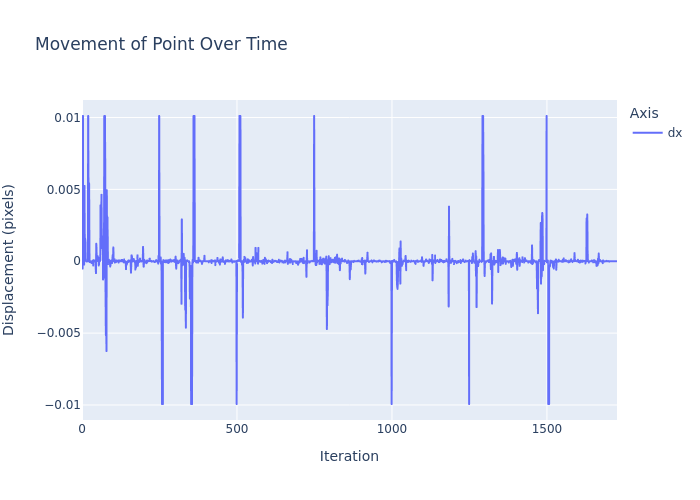 Movement of Point Over Time
Axis
dx
0.01
0.005
0
−0.005
−0.01
Displacement (pixels)
0
500
1000
1500
Iteration